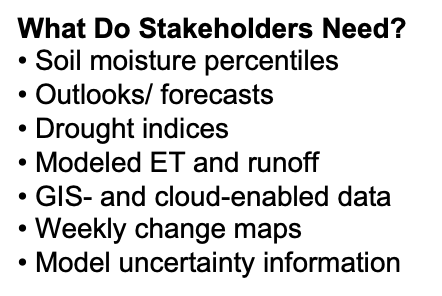 What Do Stakeholders Need?
• Soil moisture percentiles
• Outlooks/ forecasts
• Drought indices
• Modeled ET and runoff
• GIS- and cloud-enabled data
• Weekly change maps
• Model uncertainty information